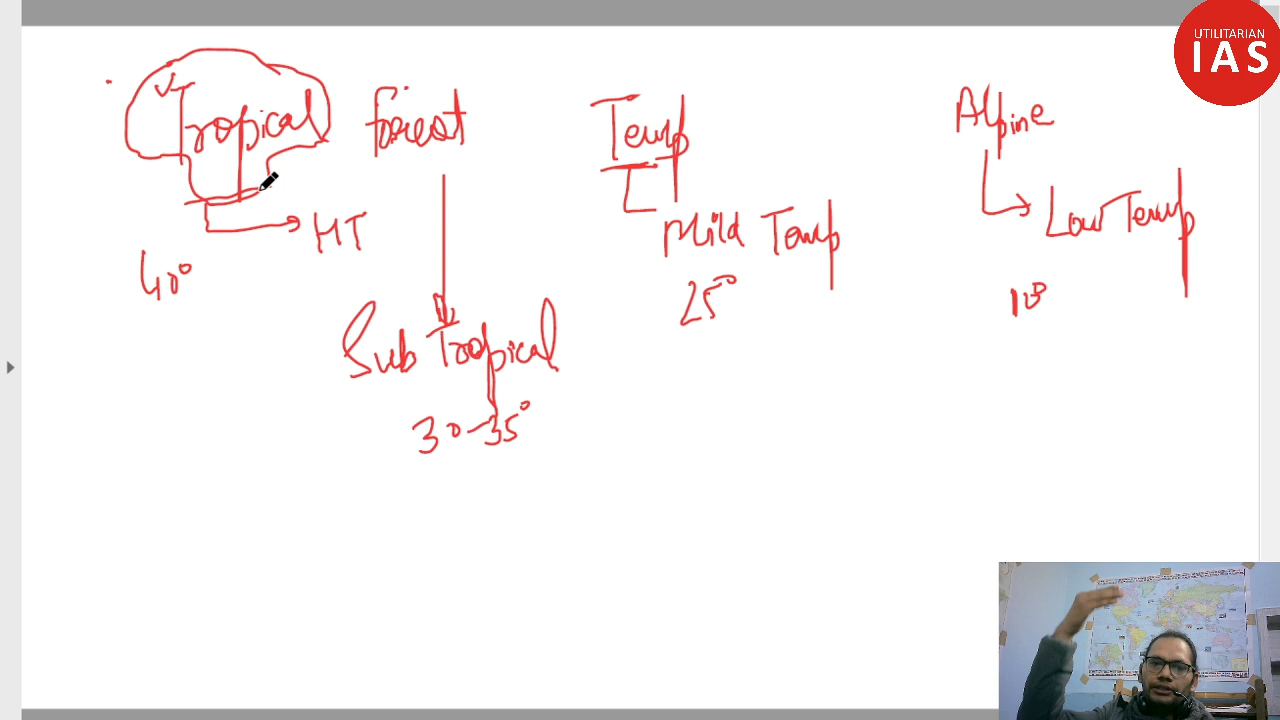 UTILITARIAN
IAS
Tropical Forest Temp Alpine
HT Mild Temp Low Temp
40° 25° 10°
Sub Tropical
30-35°